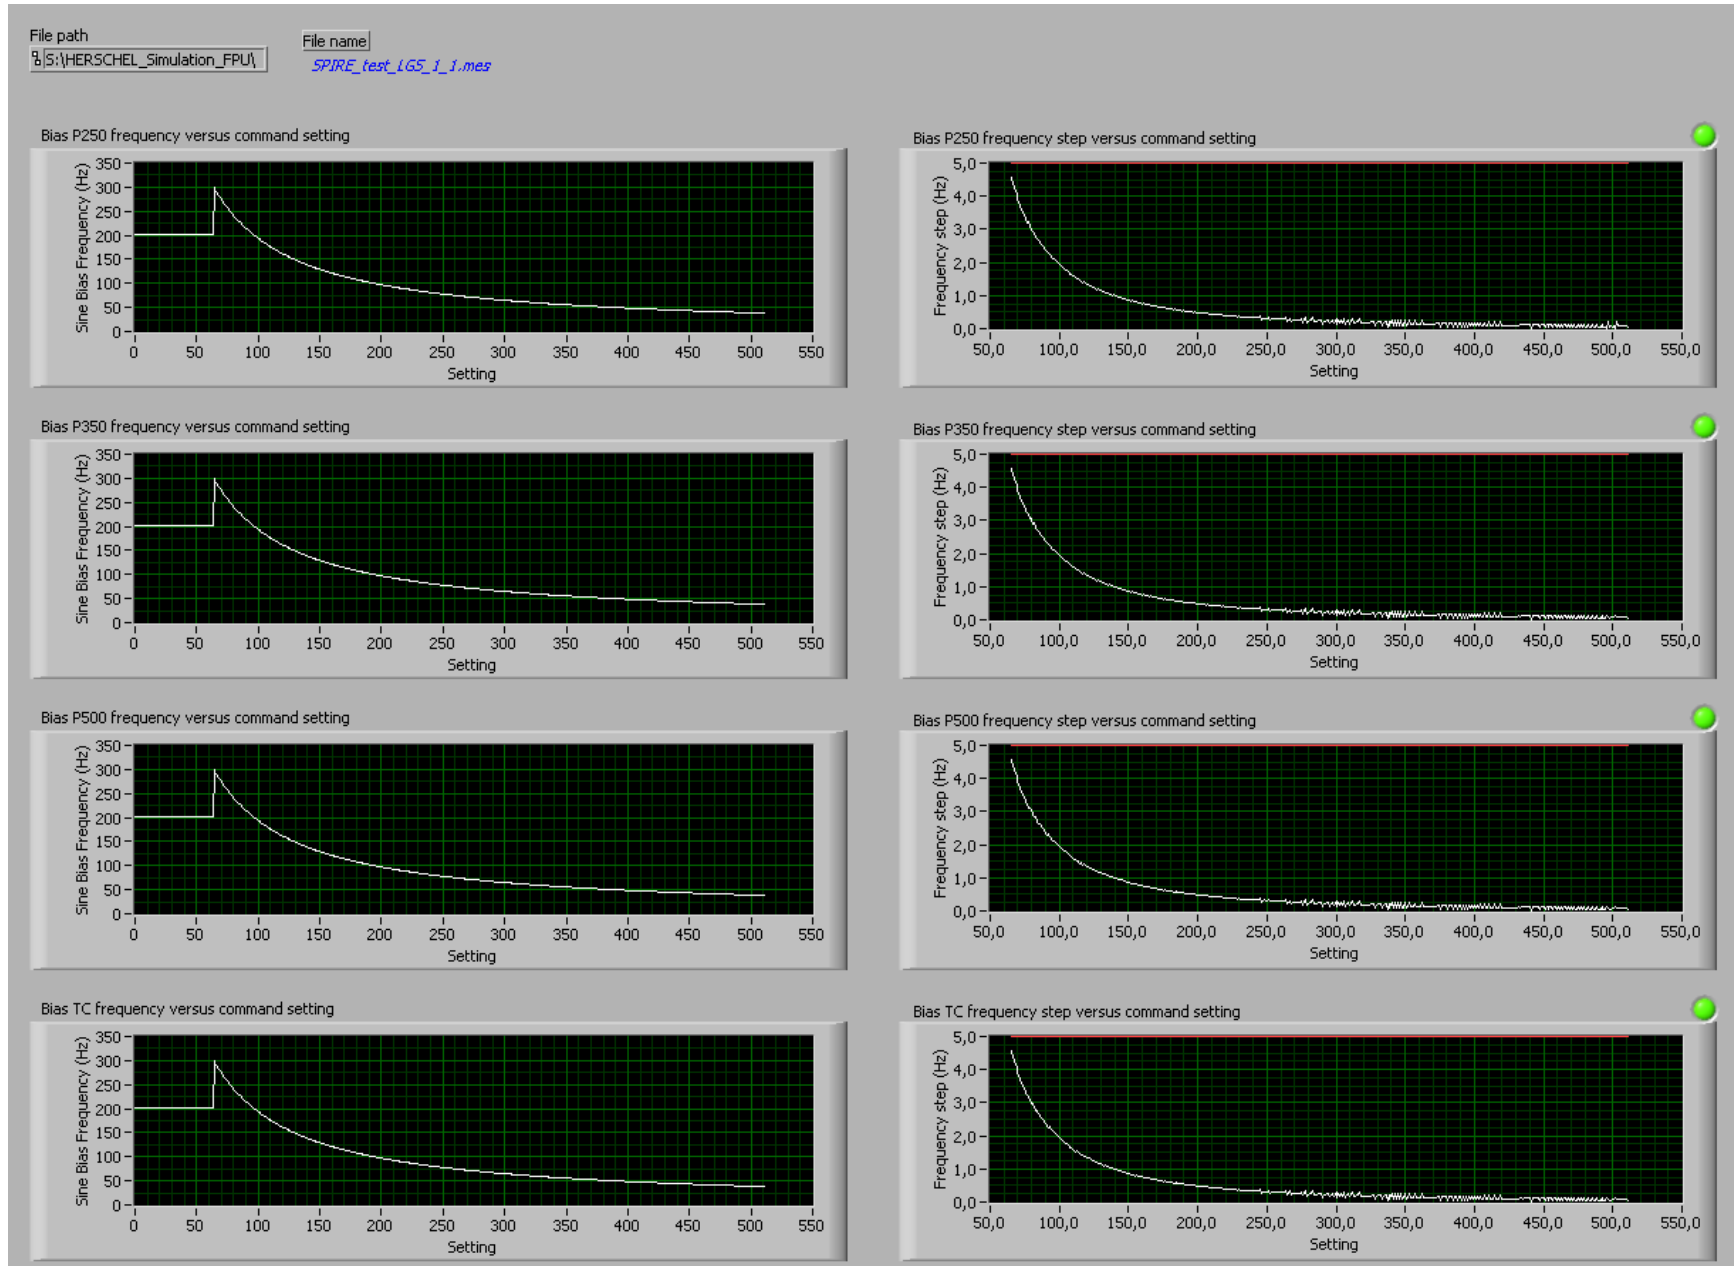 File path
File name
S:\HERSCHEL_Simulation_FPU\
SPIRE_test_LG5_1_1.mes
Bias P250 frequency versus command setting
Sine Bias Frequency (Hz)
350
300
250
200
150
100
50
0
0 50 100 150 200 250 300 350 400 450 500 550
Setting
Bias P250 frequency step versus command setting
Frequency step (Hz)
5,0
4,0
3,0
2,0
1,0
0,0
50,0 100,0 150,0 200,0 250,0 300,0 350,0 400,0 450,0 500,0 550,0
Setting
Bias P350 frequency versus command setting
Sine Bias Frequency (Hz)
350
300
250
200
150
100
50
0
0 50 100 150 200 250 300 350 400 450 500 550
Setting
Bias P350 frequency step versus command setting
Frequency step (Hz)
5,0
4,0
3,0
2,0
1,0
0,0
50,0 100,0 150,0 200,0 250,0 300,0 350,0 400,0 450,0 500,0 550,0
Setting
Bias P500 frequency versus command setting
Sine Bias Frequency (Hz)
350
300
250
200
150
100
50
0
0 50 100 150 200 250 300 350 400 450 500 550
Setting
Bias P500 frequency step versus command setting
Frequency step (Hz)
5,0
4,0
3,0
2,0
1,0
0,0
50,0 100,0 150,0 200,0 250,0 300,0 350,0 400,0 450,0 500,0 550,0
Setting
Bias TC frequency versus command setting
Sine Bias Frequency (Hz)
350
300
250
200
150
100
50
0
0 50 100 150 200 250 300 350 400 450 500 550
Setting
Bias TC frequency step versus command setting
Frequency step (Hz)
5,0
4,0
3,0
2,0
1,0
0,0
50,0 100,0 150,0 200,0 250,0 300,0 350,0 400,0 450,0 500,0 550,0
Setting